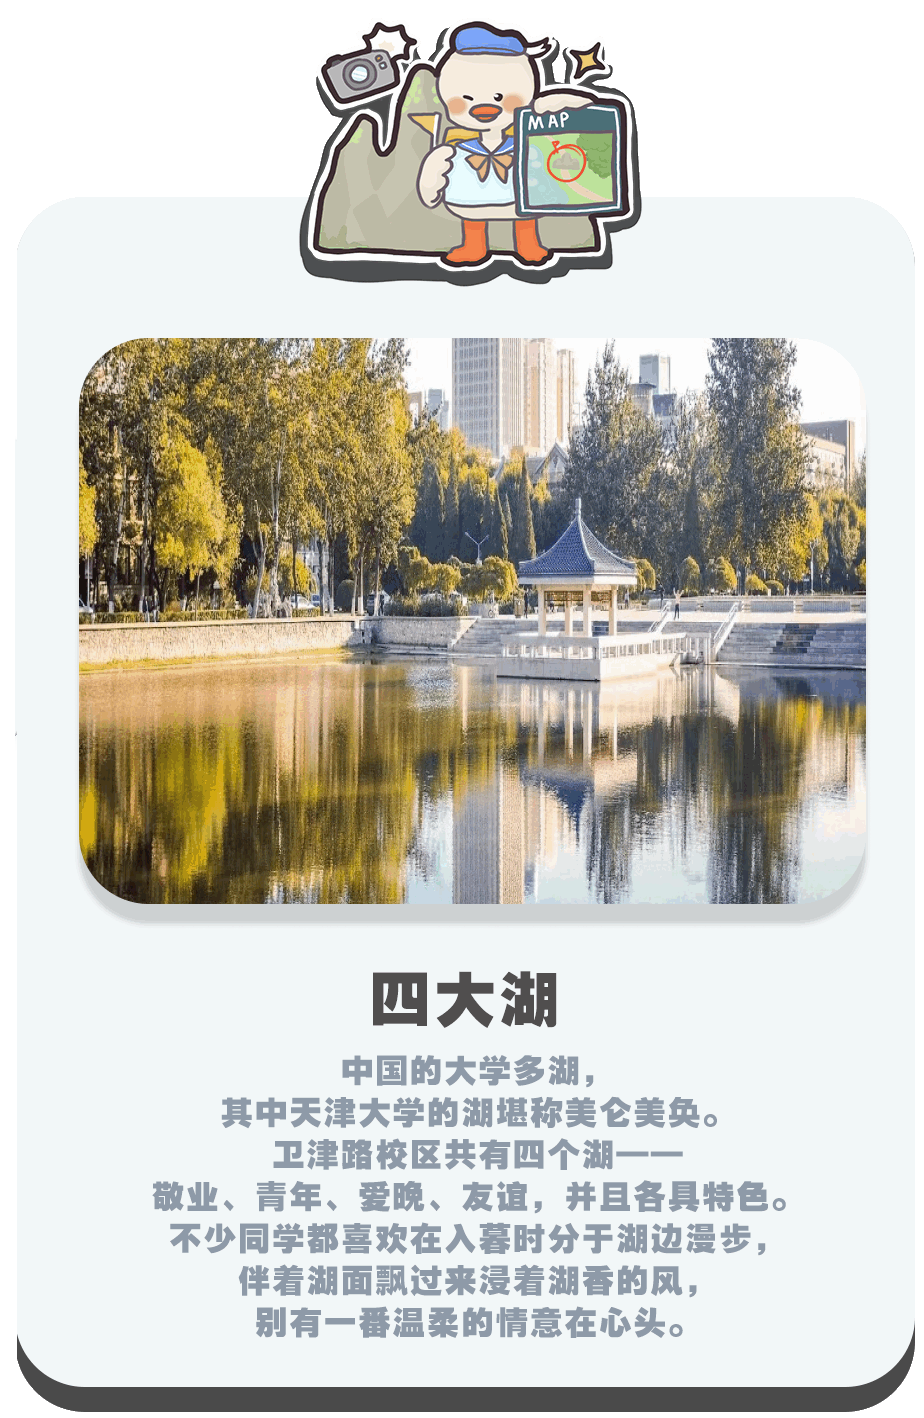 MAP
四大湖
中国的大学多湖，
其中天津大学的湖堪称美仑美奂。
卫津路校区共有四个湖——
敬业、青年、爱晚、友谊，并且各具特色。
不少同学都喜欢在入暮时分于湖边漫步，
伴着湖面飘过来浸着湖香的风，
别有一番温柔的情意在心头。